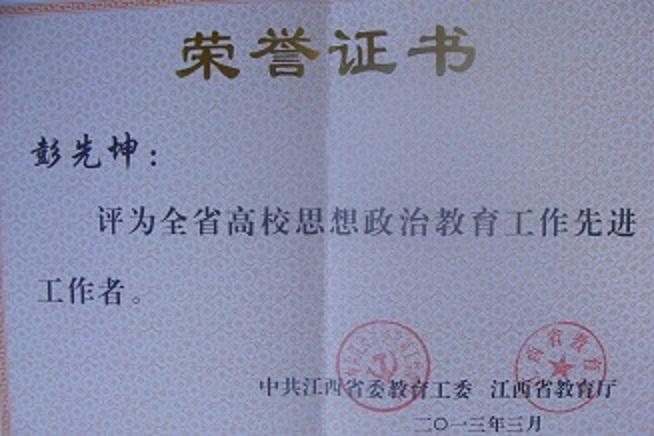 荣誉证书
彭先坤：
评为全省高校思想政治教育工作先进
工作者。
中共江西省委教育工委 江西省教育厅
二〇一三年三月